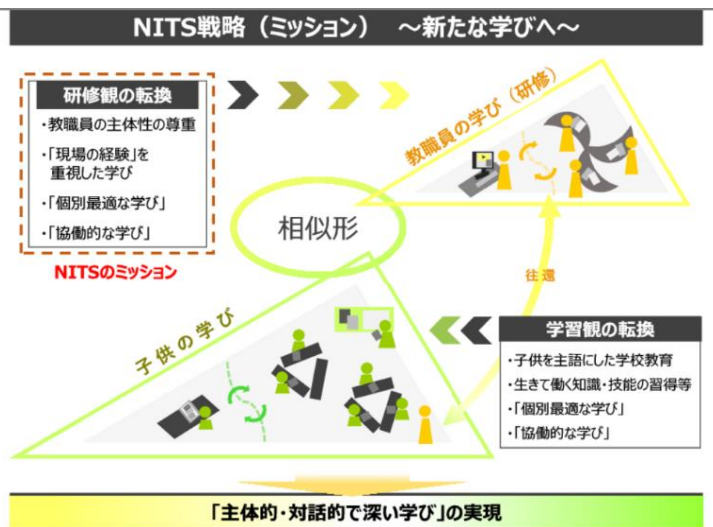 NITS戦略（ミッション）　～新たな学びへ～
研修観の転換
・教職員の主体性の尊重
・「現場の経験」を
重視した学び
・「個別最適な学び」
・「協働的な学び」
NITSのミッション
教職員の学び（研修）
相似形
往還
子供の学び
学習観の転換
・子供を主語にした学校教育
・生きて働く知識・技能の習得等
・「個別最適な学び」
・「協働的な学び」
「主体的・対話的で深い学び」の実現